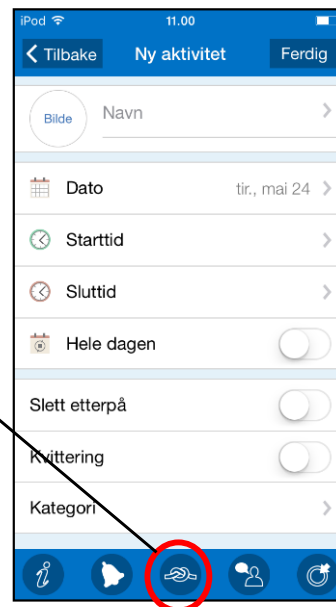 iPod 11.00
Tilbake Ny aktivitet Ferdig
Bilde Navn
Dato tir., mai 24
Starttid
Sluttid
Hele dagen
Slett etterpå
Kvittering
Kategori